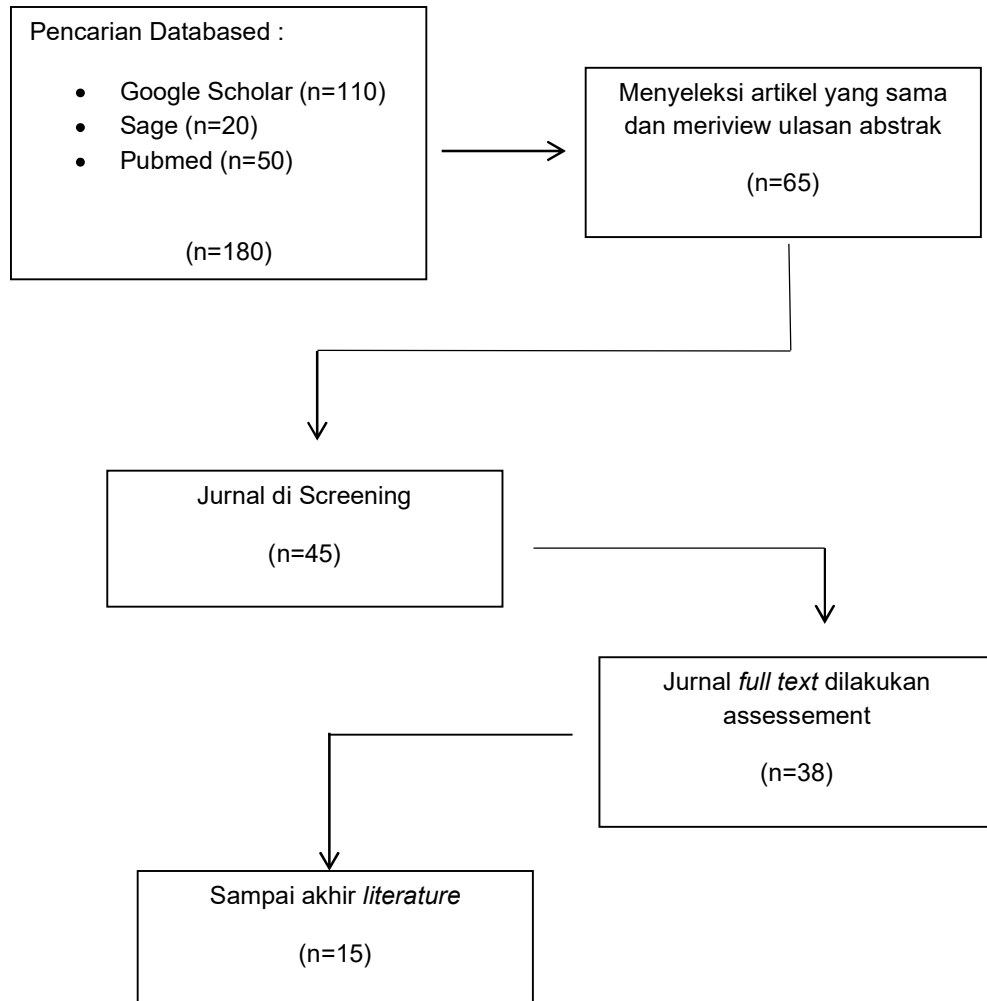 Pencarian Databased :
• Google Scholar (n=110)
• Sage (n=20)
• Pubmed (n=50)
(n=180)
Menyeleksi artikel yang sama
dan meriview ulasan abstrak
(n=65)
Jurnal di Screening
(n=45)
Jurnal full text dilakukan
assessement
(n=38)
Sampai akhir literature
(n=15)